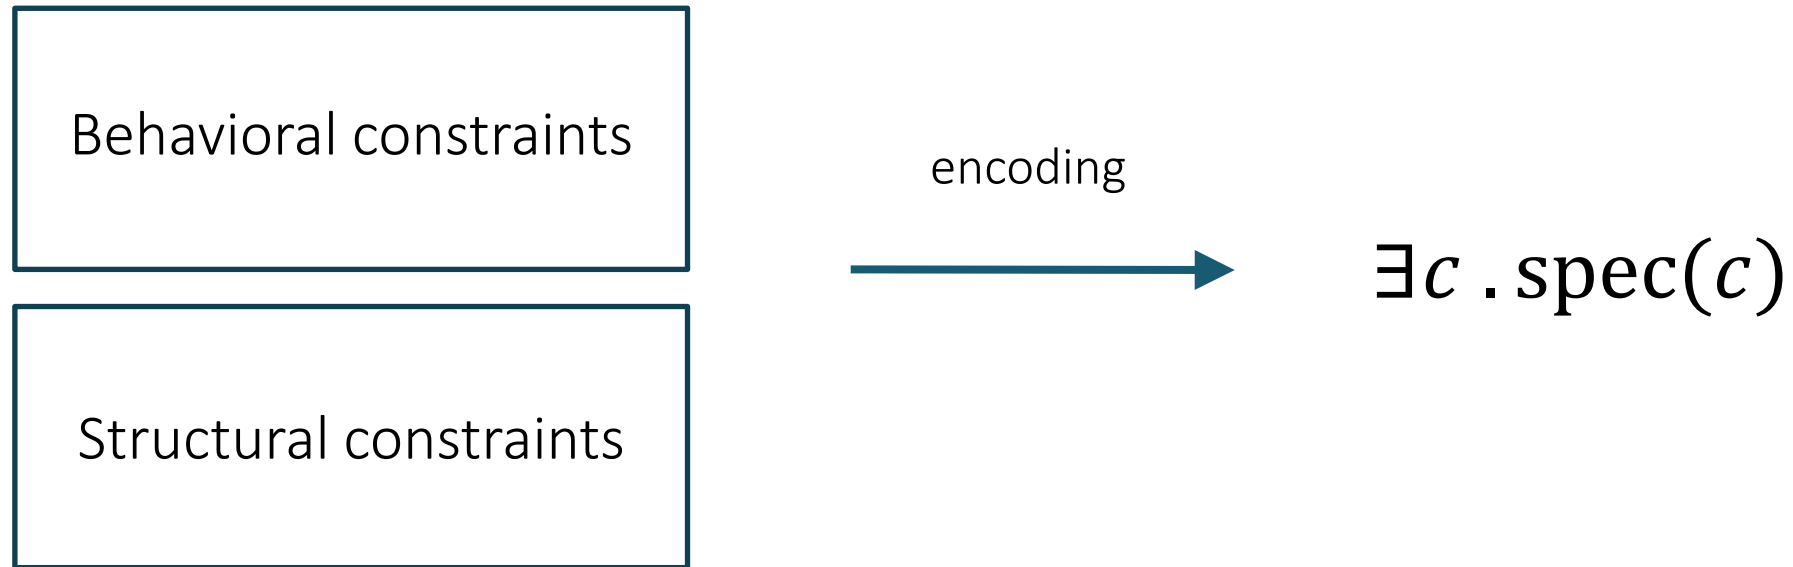 Behavioral constraints
encoding
∃c . spec(c)
Structural constraints